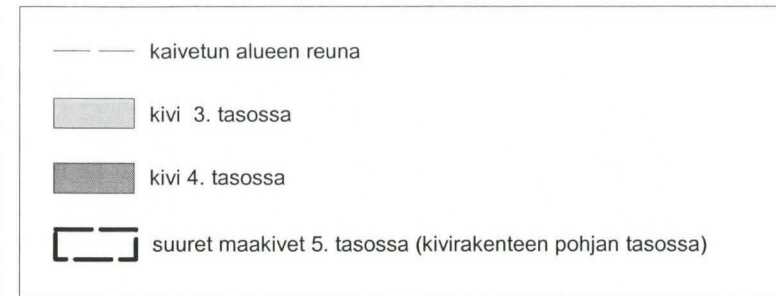 kaivetun alueen reuna
kivi 3. tasossa
kivi 4. tasossa
suuret maakivet 5. tasossa (kivirakenteen pohjan tasossa)